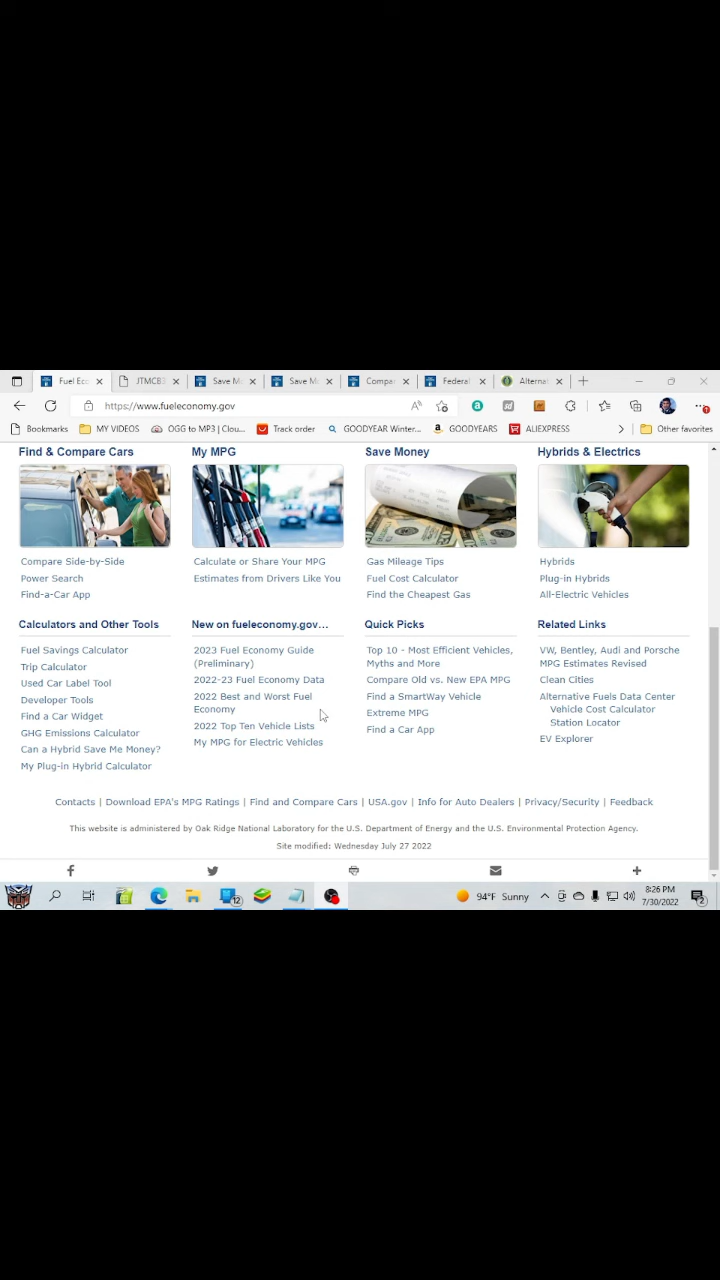 Fuel Eco
JTMCB
Save M
Save M
Compar
Federal
Alternat
https://www.fueleconomy.gov
Bookmarks
MY VIDEOS
OGG to MP3 | Clou...
Track order
GOODYEAR Winter...
GOODYEARS
ALIEXPRESS
Other favorites
Find & Compare Cars
My MPG
Save Money
Hybrids & Electrics
Compare Side-by-Side
Calculate or Share Your MPG
Gas Mileage Tips
Hybrids
Power Search
Estimates from Drivers Like You
Fuel Cost Calculator
Plug-in Hybrids
Find-a-Car App
Find the Cheapest Gas
All-Electric Vehicles
Calculators and Other Tools
Fuel Savings Calculator
Trip Calculator
Used Car Label Tool
Developer Tools
Find a Car Widget
GHG Emissions Calculator
Can a Hybrid Save Me Money?
My Plug-in Hybrid Calculator
New on fueleconomy.gov...
2023 Fuel Economy Guide
(Preliminary)
2022-23 Fuel Economy Data
2022 Best and Worst Fuel
Economy
2022 Top Ten Vehicle Lists
My MPG for Electric Vehicles
Quick Picks
Top 10 - Most Efficient Vehicles,
Myths and More
Compare Old vs. New EPA MPG
Find a SmartWay Vehicle
Extreme MPG
Find a Car App
Related Links
VW, Bentley, Audi and Porsche
MPG Estimates Revised
Clean Cities
Alternative Fuels Data Center
Vehicle Cost Calculator
Station Locator
EV Explorer
Contacts | Download EPA's MPG Ratings | Find and Compare Cars | USA.gov | Info for Auto Dealers | Privacy/Security | Feedback
This website is administered by Oak Ridge National Laboratory for the U.S. Department of Energy and the U.S. Environmental Protection Agency.
Site modified: Wednesday July 27 2022
12
94°F Sunny
8:26 PM
7/30/2022
2